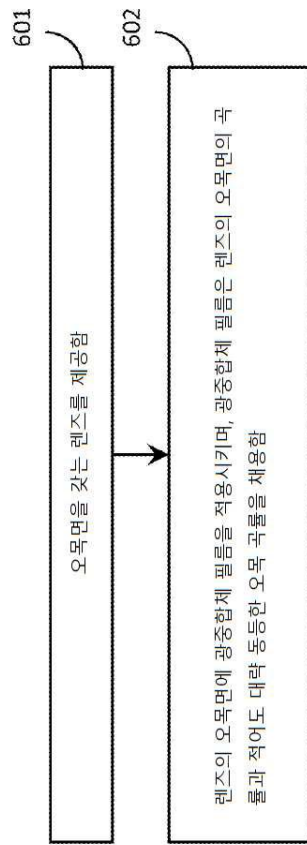 601
오목면을 갖는 렌즈를 제공함
602
렌즈의 오목면에 광중합체 필름을 적용시키며, 광중합체 필름은 렌즈의 오목면의 곡
률과 적어도 대략 동등한 오목 곡률을 채용함